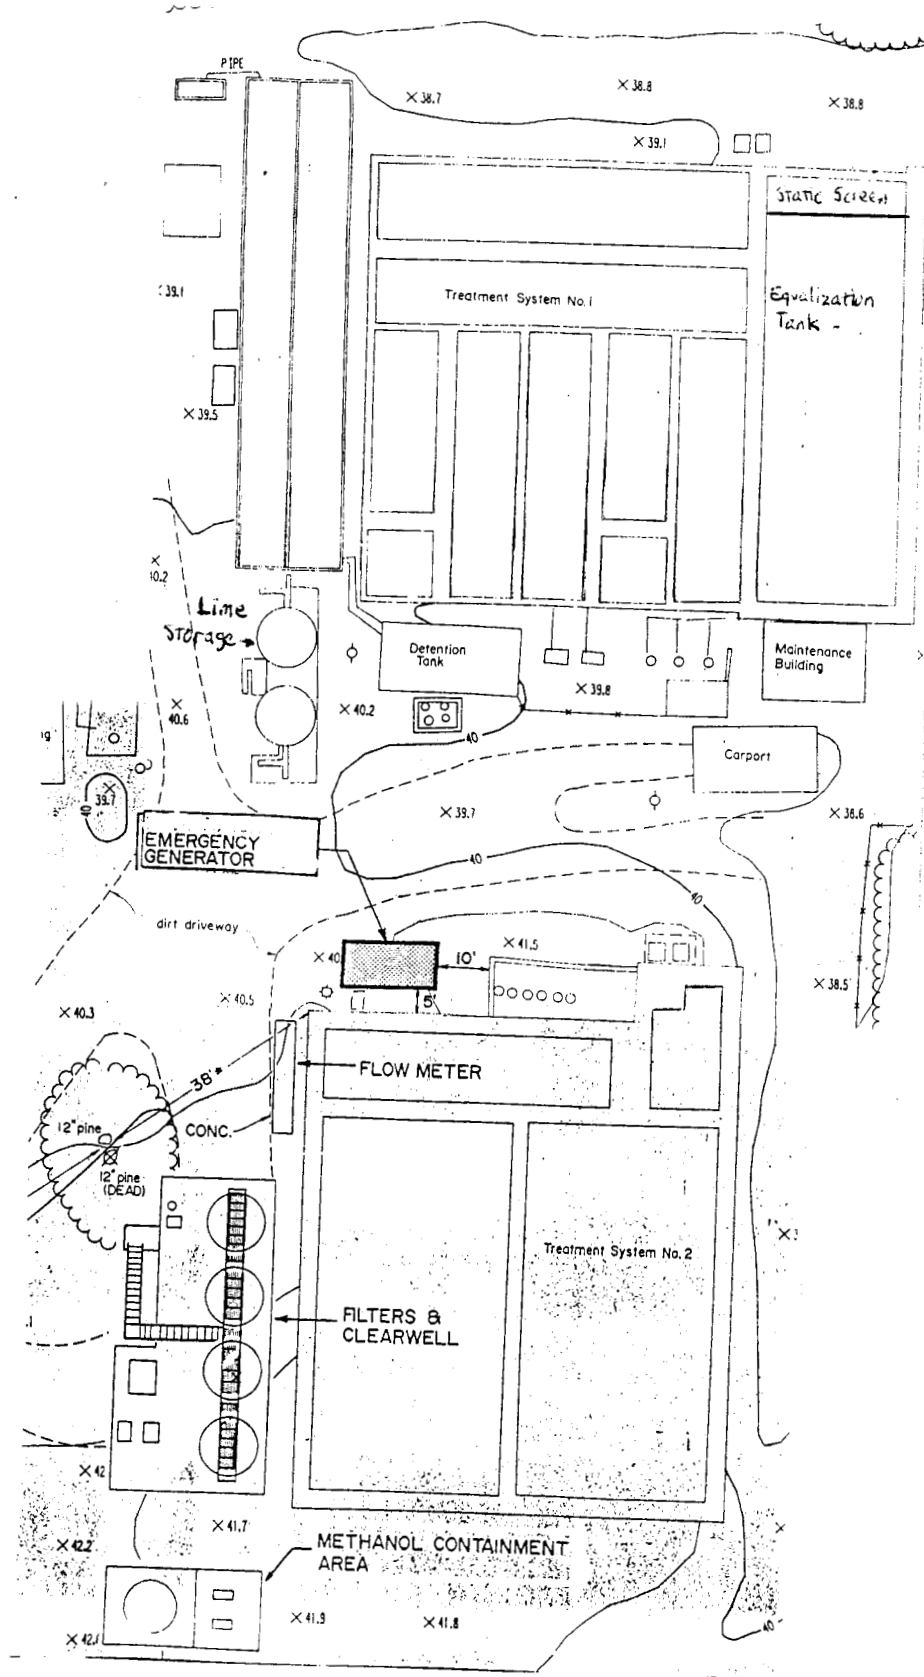 PIPE
38.7
38.8
38.8
39.1
Static Screen
39.1
Treatment System No. 1
Equalization
Tank -
39.5
40.2
Lime
Storage
Detention
Tank
Maintenance
Building
39.8
40.6
40.2
40
Carport
39.7
40
39.7
38.6
EMERGENCY
GENERATOR
40
40
dirt driveway
40
41.5
10'
38.5
40.5
5'
40.3
38'*
FLOW METER
12" pine
CONC.
12" pine
(DEAD)
Treatment System No. 2
FILTERS &
CLEARWELL
42
41.7
42.2
METHANOL CONTAINMENT
AREA
41.9
41.8
42.1
40